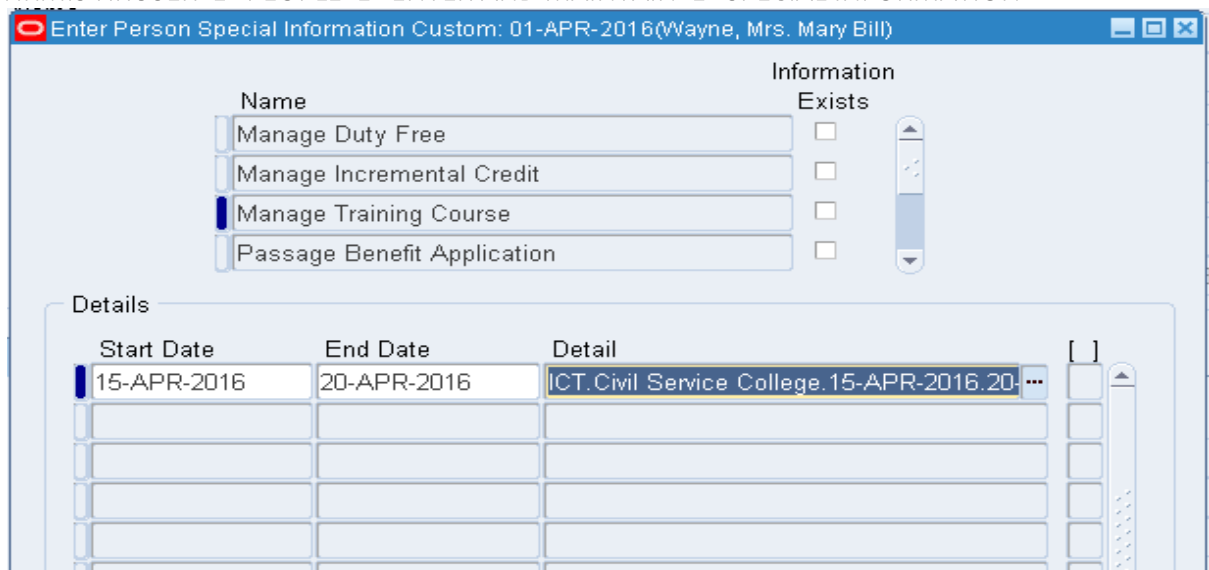 Enter Person Special Information Custom: 01-APR-2016(Wayne, Mrs. Mary Bill)
Information
Name Exists
Manage Duty Free
Manage Incremental Credit
Manage Training Course
Passage Benefit Application
Details
Start Date End Date Detail [ ]
15-APR-2016 20-APR-2016 ICT.Civil Service College.15-APR-2016.20- ...